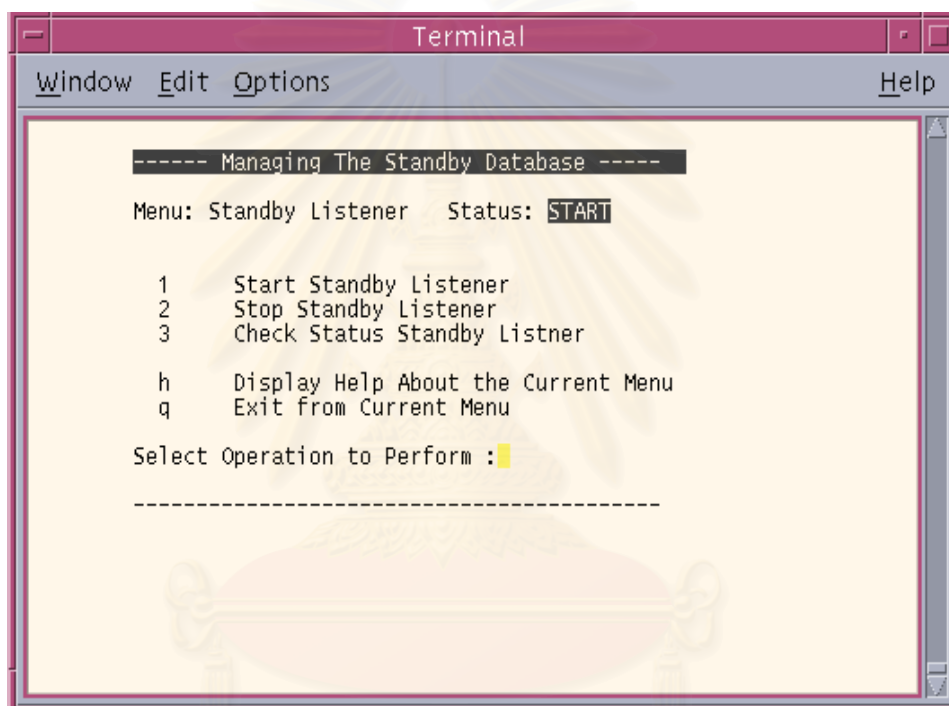 Terminal
Window Edit Options Help
------ Managing The Standby Database -----
Menu: Standby Listener Status: START
1 Start Standby Listener
2 Stop Standby Listener
3 Check Status Standby Listner
h Display Help About the Current Menu
q Exit from Current Menu
Select Operation to Perform :
------------------------------------------